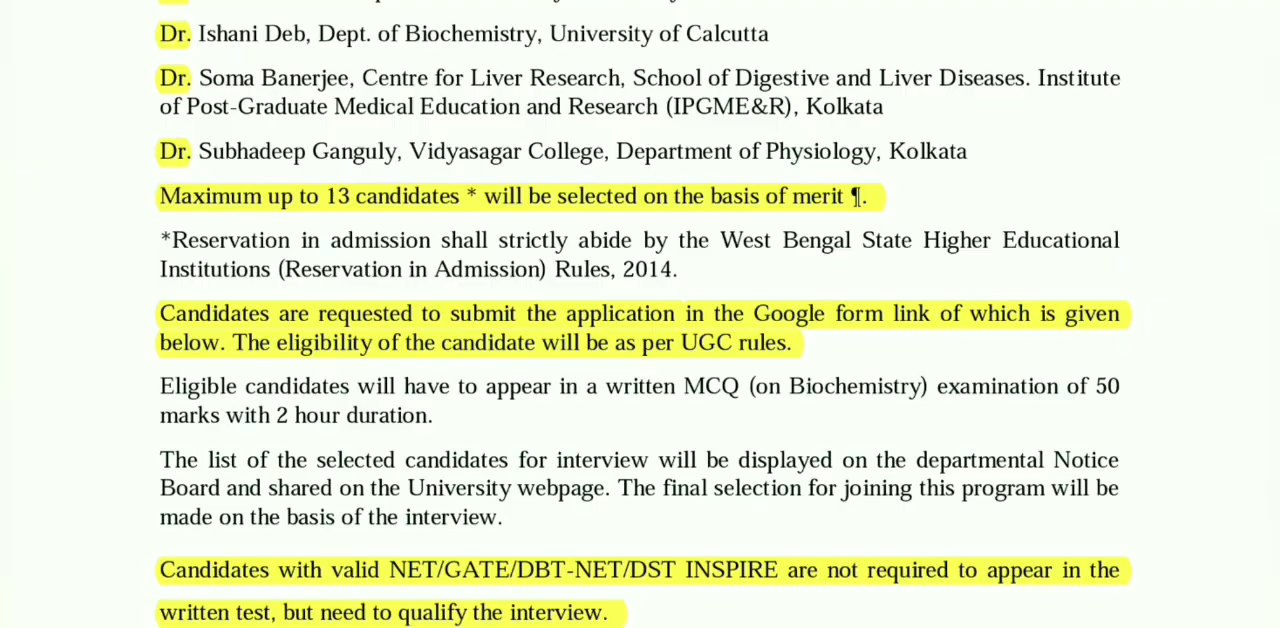 Dr. Ishani Deb, Dept. of Biochemistry, University of Calcutta
Dr. Soma Banerjee, Centre for Liver Research, School of Digestive and Liver Diseases. Institute
of Post-Graduate Medical Education and Research (IPGME&R), Kolkata
Dr. Subhadeep Ganguly, Vidyasagar College, Department of Physiology, Kolkata
Maximum up to 13 candidates * will be selected on the basis of merit ¶.
*Reservation in admission shall strictly abide by the West Bengal State Higher Educational
Institutions (Reservation in Admission) Rules, 2014.
Candidates are requested to submit the application in the Google form link of which is given
below. The eligibility of the candidate will be as per UGC rules.
Eligible candidates will have to appear in a written MCQ (on Biochemistry) examination of 50
marks with 2 hour duration.
The list of the selected candidates for interview will be displayed on the departmental Notice
Board and shared on the University webpage. The final selection for joining this program will be
made on the basis of the interview.
Candidates with valid NET/GATE/DBT-NET/DST INSPIRE are not required to appear in the
written test, but need to qualify the interview.